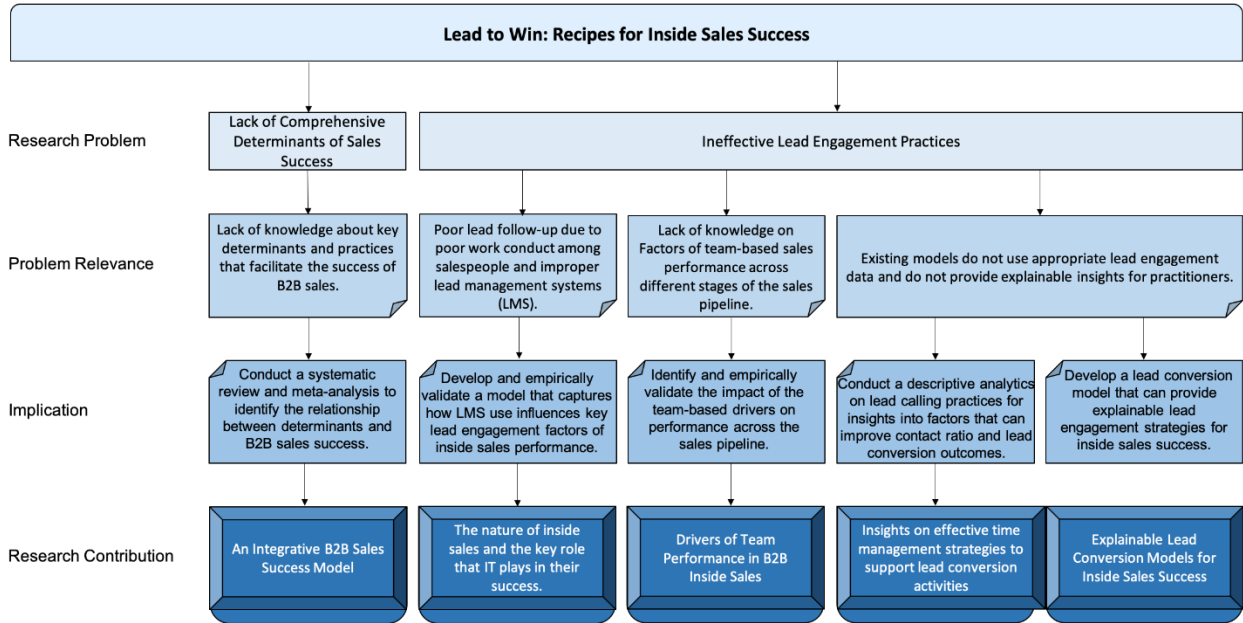 Lead to Win: Recipes for Inside Sales Success
Research Problem
Lack of Comprehensive
Determinants of Sales
Success
Ineffective Lead Engagement Practices
Problem Relevance
Lack of knowledge about key
determinants and practices
that facilitate the success of
B2B sales.
Poor lead follow-up due to
poor work conduct among
salespeople and improper
lead management systems
(LMS).
Lack of knowledge on
Factors of team-based sales
performance across
different stages of the sales
pipeline.
Existing models do not use appropriate lead engagement
data and do not provide explainable insights for practitioners.
Implication
Conduct a systematic
review and meta-analysis to
identify the relationship
between determinants and
B2B sales success.
Develop and empirically
validate a model that captures
how LMS use influences key
lead engagement factors of
inside sales performance.
Identify and empirically
validate the impact of the
team-based drivers on
performance across the
sales pipeline.
Conduct a descriptive analytics
on lead calling practices for
insights into factors that can
improve contact ratio and lead
conversion outcomes.
Develop a lead conversion
model that can provide
explainable lead
engagement strategies for
inside sales success.
Research Contribution
An Integrative B2B Sales
Success Model
The nature of inside
sales and the key role
that IT plays in their
success.
Drivers of Team
Performance in B2B
Inside Sales
Insights on effective time
management strategies to
support lead conversion
activities
Explainable Lead
Conversion Models for
Inside Sales Success